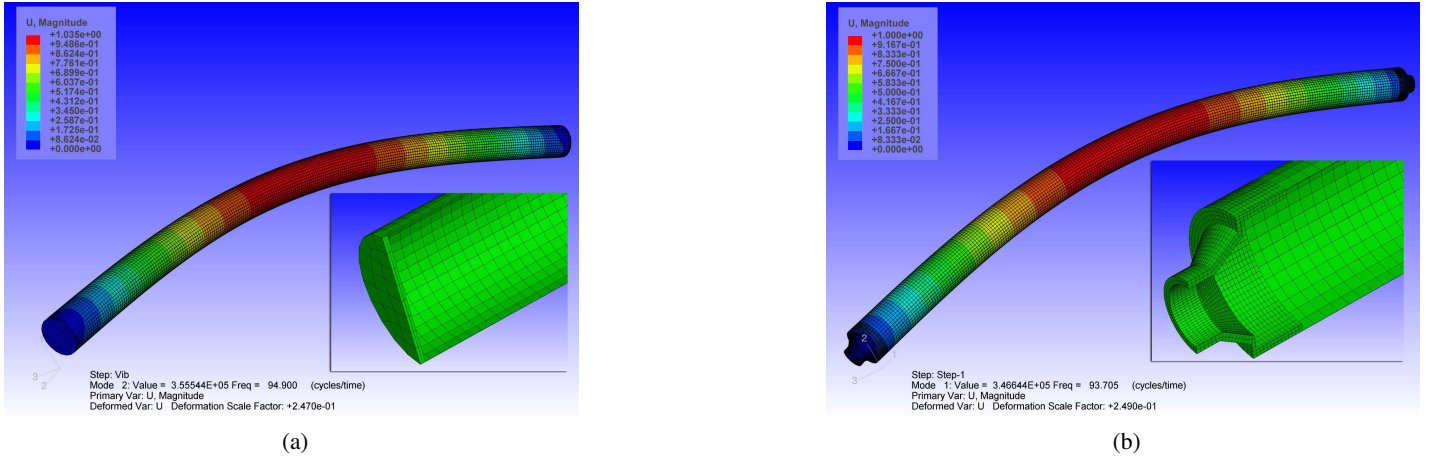 U, Magnitude
+1.035e+00
+9.486e-01
+8.624e-01
+7.761e-01
+6.899e-01
+6.037e-01
+5.174e-01
+4.312e-01
+3.450e-01
+2.587e-01
+1.725e-01
+8.624e-02
+0.000e+00
3
2
Step: Vib
Mode 2: Value = 3.55544E+05 Freq = 94.900 (cycles/time)
Primary Var: U, Magnitude
Deformed Var: U Deformation Scale Factor: +2.470e-01
(a)
U, Magnitude
+1.000e+00
+9.167e-01
+8.333e-01
+7.500e-01
+6.667e-01
+5.833e-01
+5.000e-01
+4.167e-01
+3.333e-01
+2.500e-01
+1.667e-01
+8.333e-02
+0.000e+00
2
3
Step: Step-1
Mode 1: Value = 3.46644E+05 Freq = 93.705 (cycles/time)
Primary Var: U, Magnitude
Deformed Var: U Deformation Scale Factor: +2.490e-01
(b)